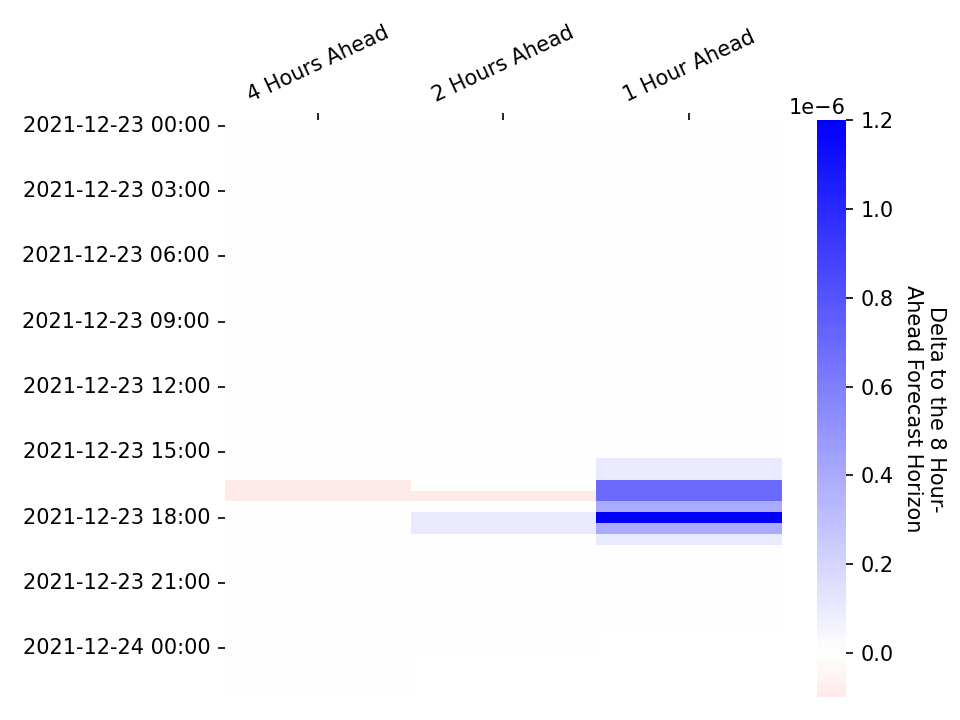 4 Hours Ahead
2 Hours Ahead
1 Hour Ahead
1e−6
2021-12-23 00:00
2021-12-23 03:00
2021-12-23 06:00
2021-12-23 09:00
2021-12-23 12:00
2021-12-23 15:00
2021-12-23 18:00
2021-12-23 21:00
2021-12-24 00:00
1.2
1.0
0.8
0.6
0.4
0.2
0.0
Delta to the 8 Hour-
Ahead Forecast Horizon